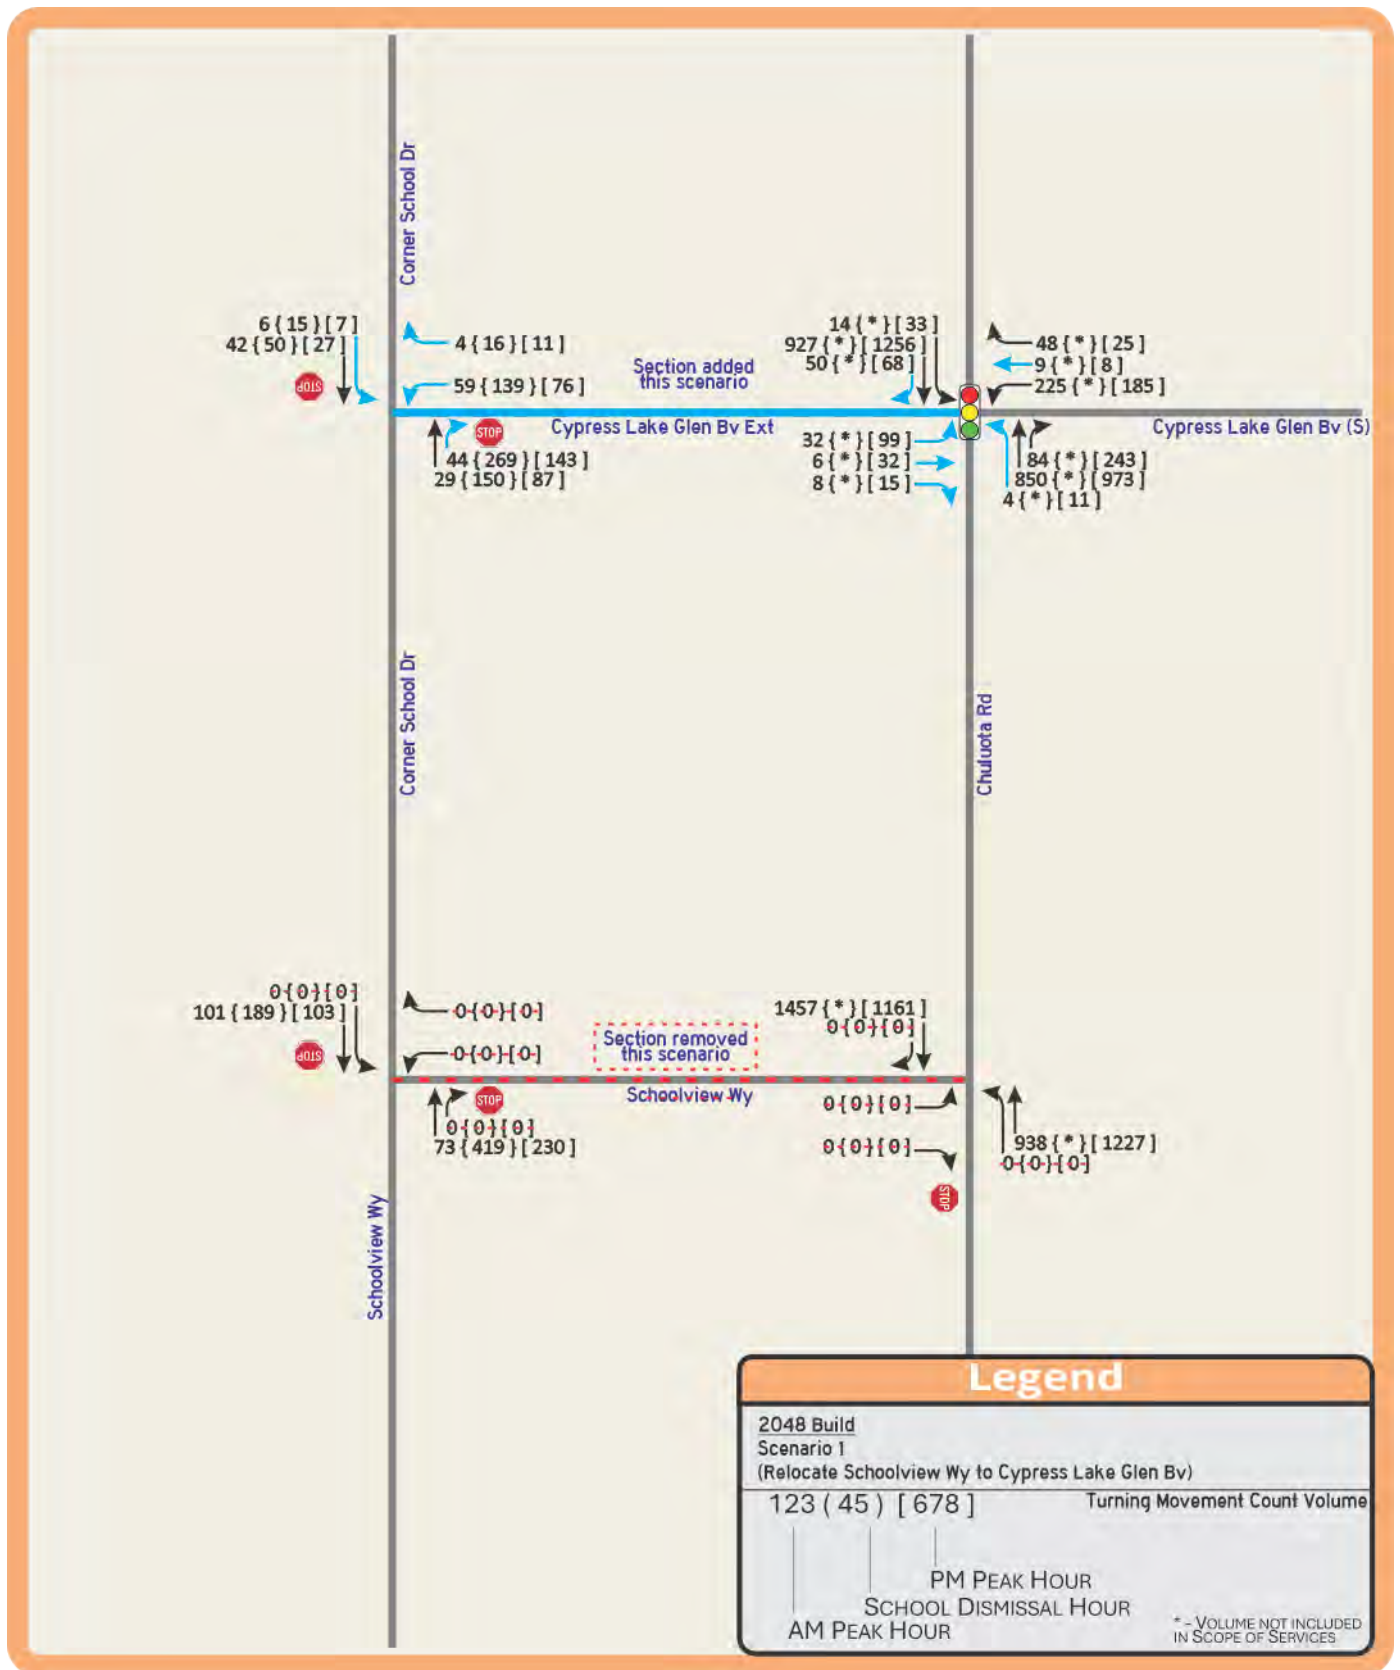 Corner School Dr
6 { 15 } [ 7 ]
42 { 50 } [ 27 ]
STOP
4 { 16 } [ 11 ]
59 { 139 } [ 76 ]
Section added
this scenario
14 { * } [ 33 ]
927 { * } [ 1256 ]
50 { * } [ 68 ]
48 { * } [ 25 ]
9 { * } [ 8 ]
225 { * } [ 185 ]
STOP
Cypress Lake Glen Bv Ext
Cypress Lake Glen Bv (S)
44 { 269 } [ 143 ]
29 { 150 } [ 87 ]
32 { * } [ 99 ]
6 { * } [ 32 ]
8 { * } [ 15 ]
84 { * } [ 243 ]
850 { * } [ 973 ]
4 { * } [ 11 ]
Corner School Dr
Chuluota Rd
0 { 0 } [ 0 ]
101 { 189 } [ 103 ]
STOP
0 { 0 } [ 0 ]
0 { 0 } [ 0 ]
Section removed
this scenario
1457 { * } [ 1161 ]
0 { 0 } [ 0 ]
STOP
Schoolview Wy
0 { 0 } [ 0 ]
73 { 419 } [ 230 ]
0 { 0 } [ 0 ]
0 { 0 } [ 0 ]
938 { * } [ 1227 ]
0 { 0 } [ 0 ]
STOP
Schoolview Wy
Legend
2048 Build
Scenario 1
(Relocate Schoolview Wy to Cypress Lake Glen Bv)
123 ( 45 ) [ 678 ] Turning Movement Count Volume
PM PEAK HOUR
SCHOOL DISMISSAL HOUR
AM PEAK HOUR
* - VOLUME NOT INCLUDED
IN SCOPE OF SERVICES